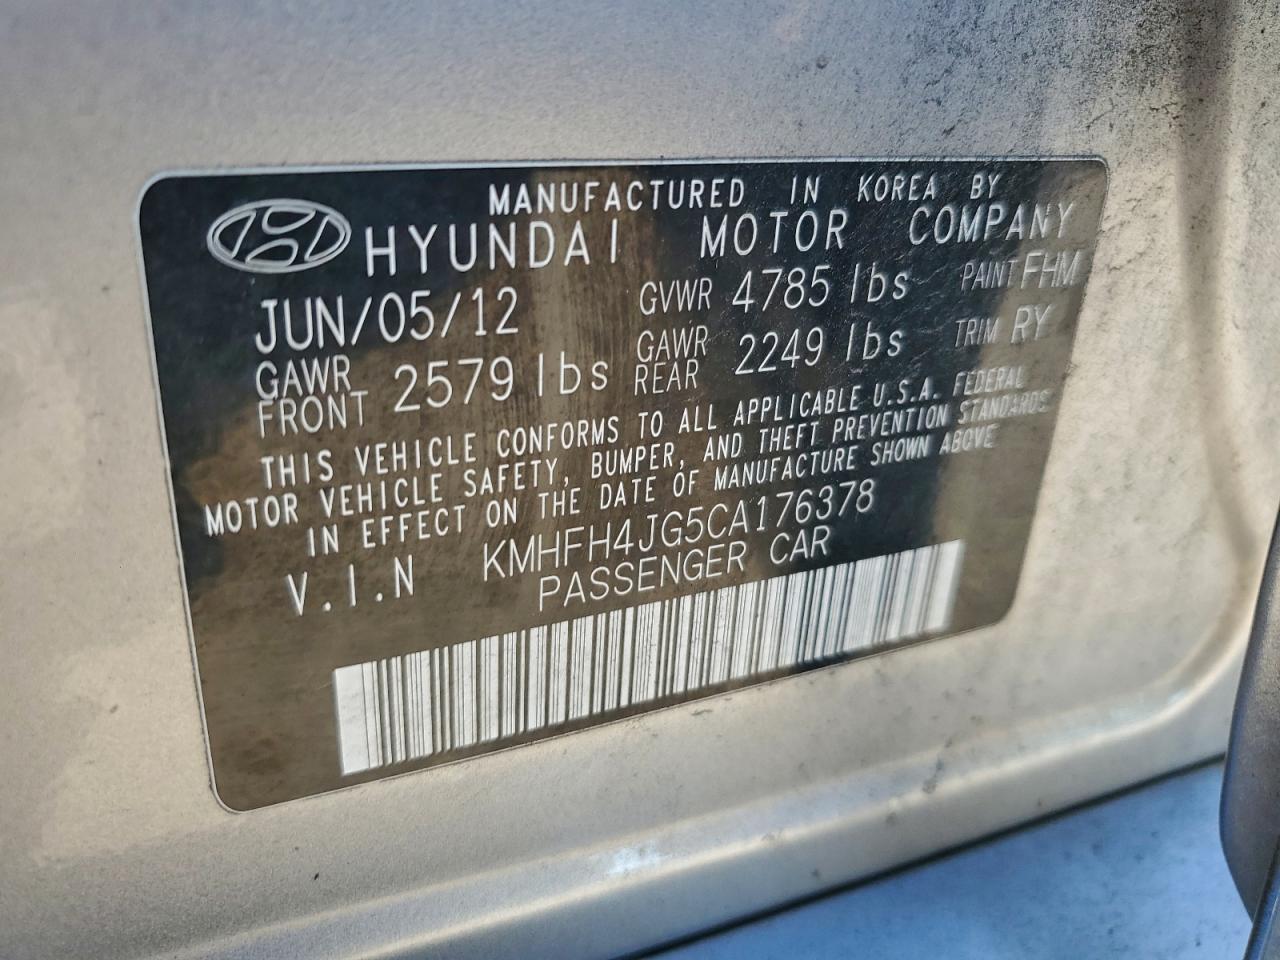 MANUFACTURED IN KOREA BY
HYUNDAI MOTOR COMPANY
JUN/05/12 GVWR 4785 lbs PAINT FHM
GAWR FRONT 2579 lbs GAWR REAR 2249 lbs TRIM RY
THIS VEHICLE CONFORMS TO ALL APPLICABLE U.S.A. FEDERAL
MOTOR VEHICLE SAFETY, BUMPER, AND THEFT PREVENTION STANDARDS
IN EFFECT ON THE DATE OF MANUFACTURE SHOWN ABOVE
V.I.N KMHFH4JG5CA176378
PASSENGER CAR